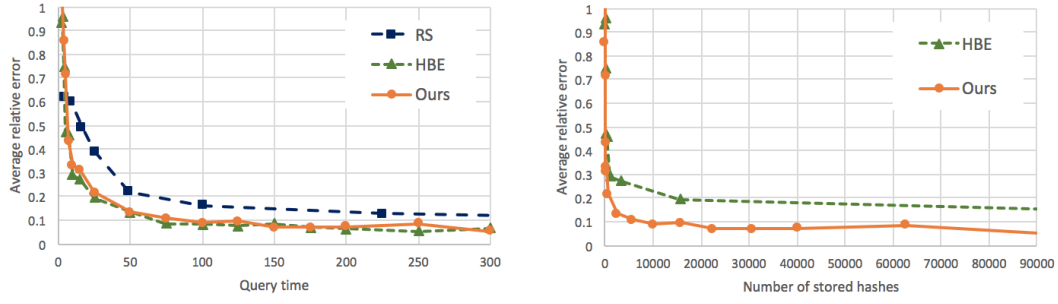 Average relative error
1
0.9
0.8
0.7
0.6
0.5
0.4
0.3
0.2
0.1
0
0 50 100 150 200 250 300
Query time
RS
HBE
Ours
Average relative error
1
0.9
0.8
0.7
0.6
0.5
0.4
0.3
0.2
0.1
0
0 10000 20000 30000 40000 50000 60000 70000 80000 90000
Number of stored hashes
HBE
Ours